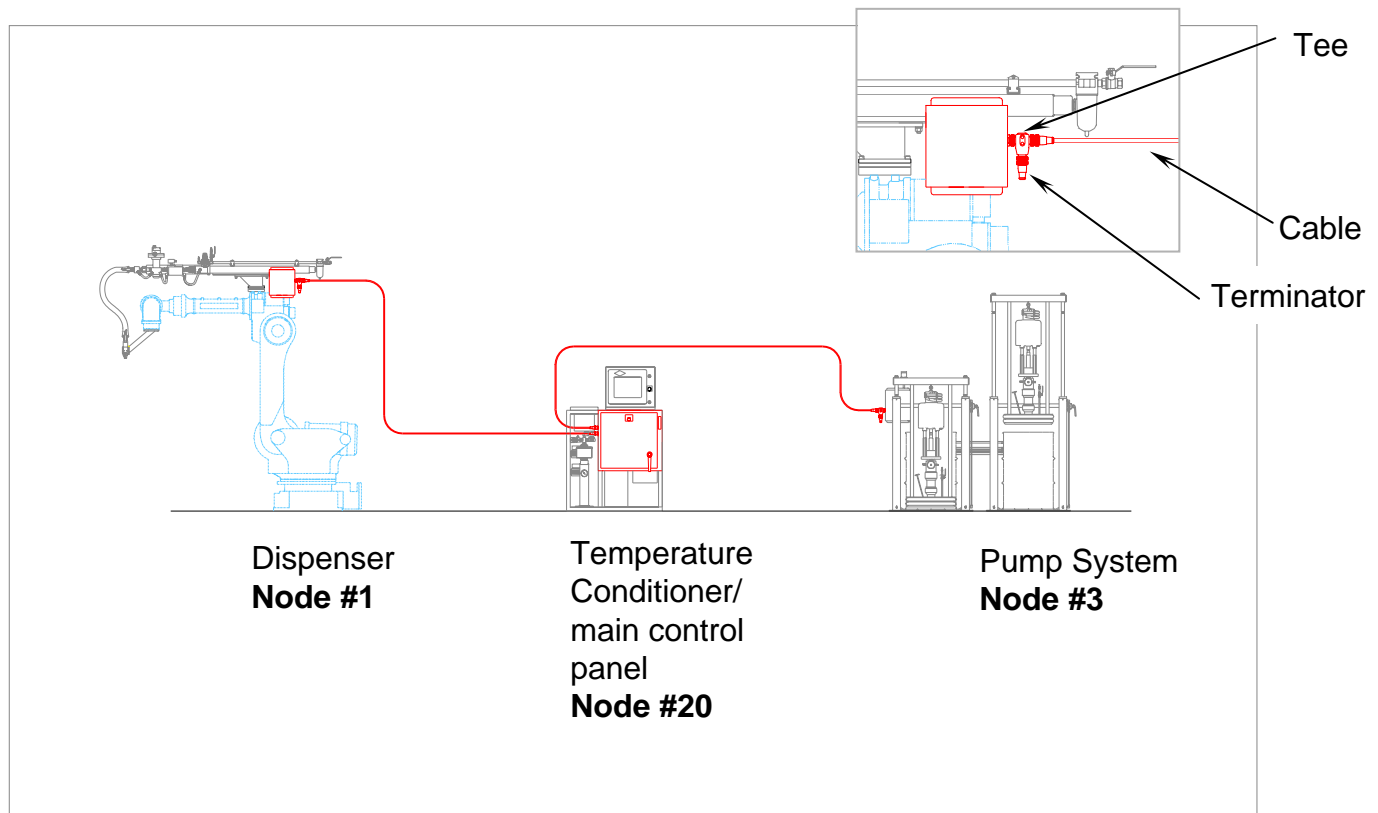 Tee
Cable
Terminator
Dispenser
Node #1
Temperature
Conditioner/
main control
panel
Node #20
Pump System
Node #3